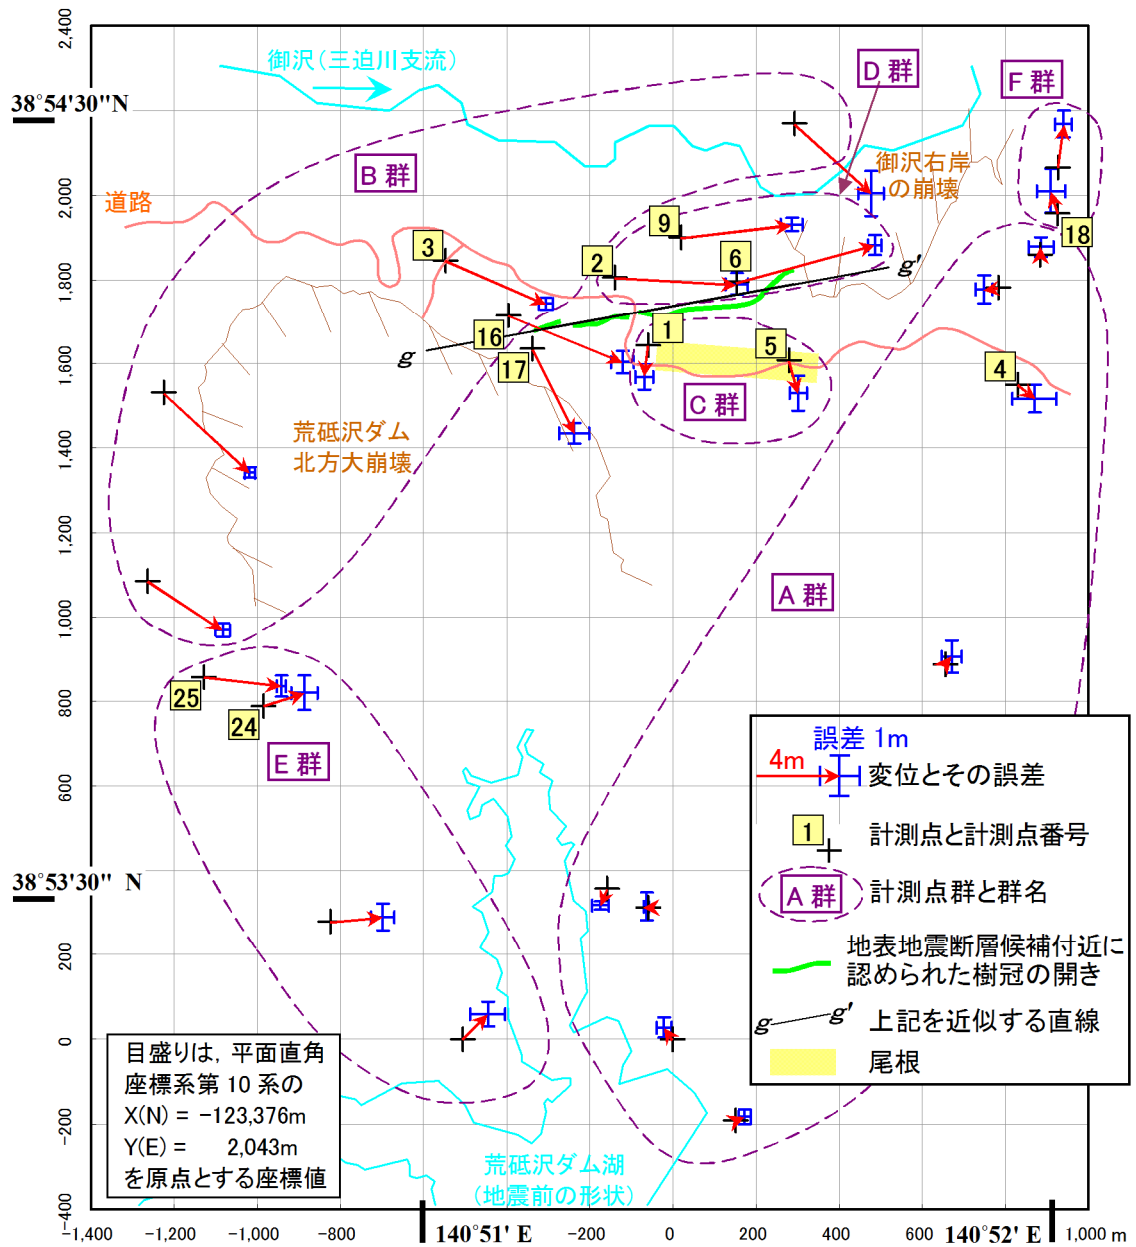 2,400
2,200
2,000
1,800
1,600
1,400
1,200
1,000
800
600
200
0
−200
−400
−1,400
−1,200
−1,000
−800
−200
0
200
400
600
800
1,000 m
38°54'30"N
38°53'30" N
140°51' E
140°52' E
御沢(三迫川支流)
D 群
F 群
B 群
御沢右岸
の崩壊
道路
9
3
2
6
18
g'
16
1
g
17
5
4
C 群
荒砥沢ダム
北方大崩壊
A 群
25
24
E 群
誤差 1m
4m
変位とその誤差
1
計測点と計測点番号
A 群
計測点群と群名
地表地震断層候補付近に
認められた樹冠の開き
g
g'
上記を近似する直線
尾根
目盛りは, 平面直角
座標系第 10 系の
X(N) = −123,376m
Y(E) = 2,043m
を原点とする座標値
荒砥沢ダム湖
(地震前の形状)